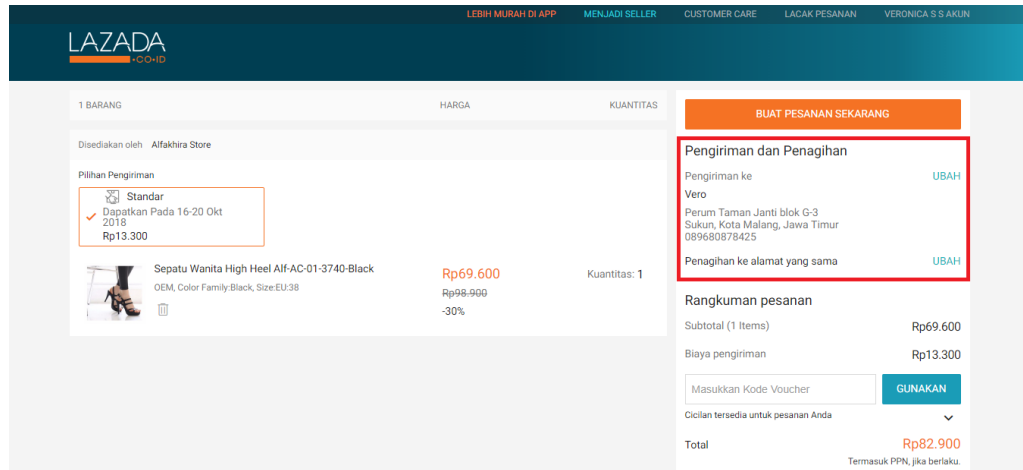 LEBIH MURAH DI APP MENJADI SELLER CUSTOMER CARE LACAK PESANAN VERONICA S S AKUN
LAZADA
.CO.ID
1 BARANG HARGA KUANTITAS
Disediakan oleh Alfakhira Store
Pilihan Pengiriman
Standar
Dapatkan Pada 16-20 Okt
2018
Rp13.300
Sepatu Wanita High Heel Alf-AC-01-3740-Black
OEM, Color Family:Black, Size:EU:38
Rp69.600
Rp98.900
-30%
Kuantitas: 1
BUAT PESANAN SEKARANG
Pengiriman dan Penagihan
Pengiriman ke UBAH
Vero
Perum Taman Janti blok G-3
Sukun, Kota Malang, Jawa Timur
089680878425
Penagihan ke alamat yang sama UBAH
Rangkuman pesanan
Subtotal (1 Items) Rp69.600
Biaya pengiriman Rp13.300
Masukkan Kode Voucher GUNAKAN
Cicilan tersedia untuk pesanan Anda
Total Rp82.900
Termasuk PPN, jika berlaku.